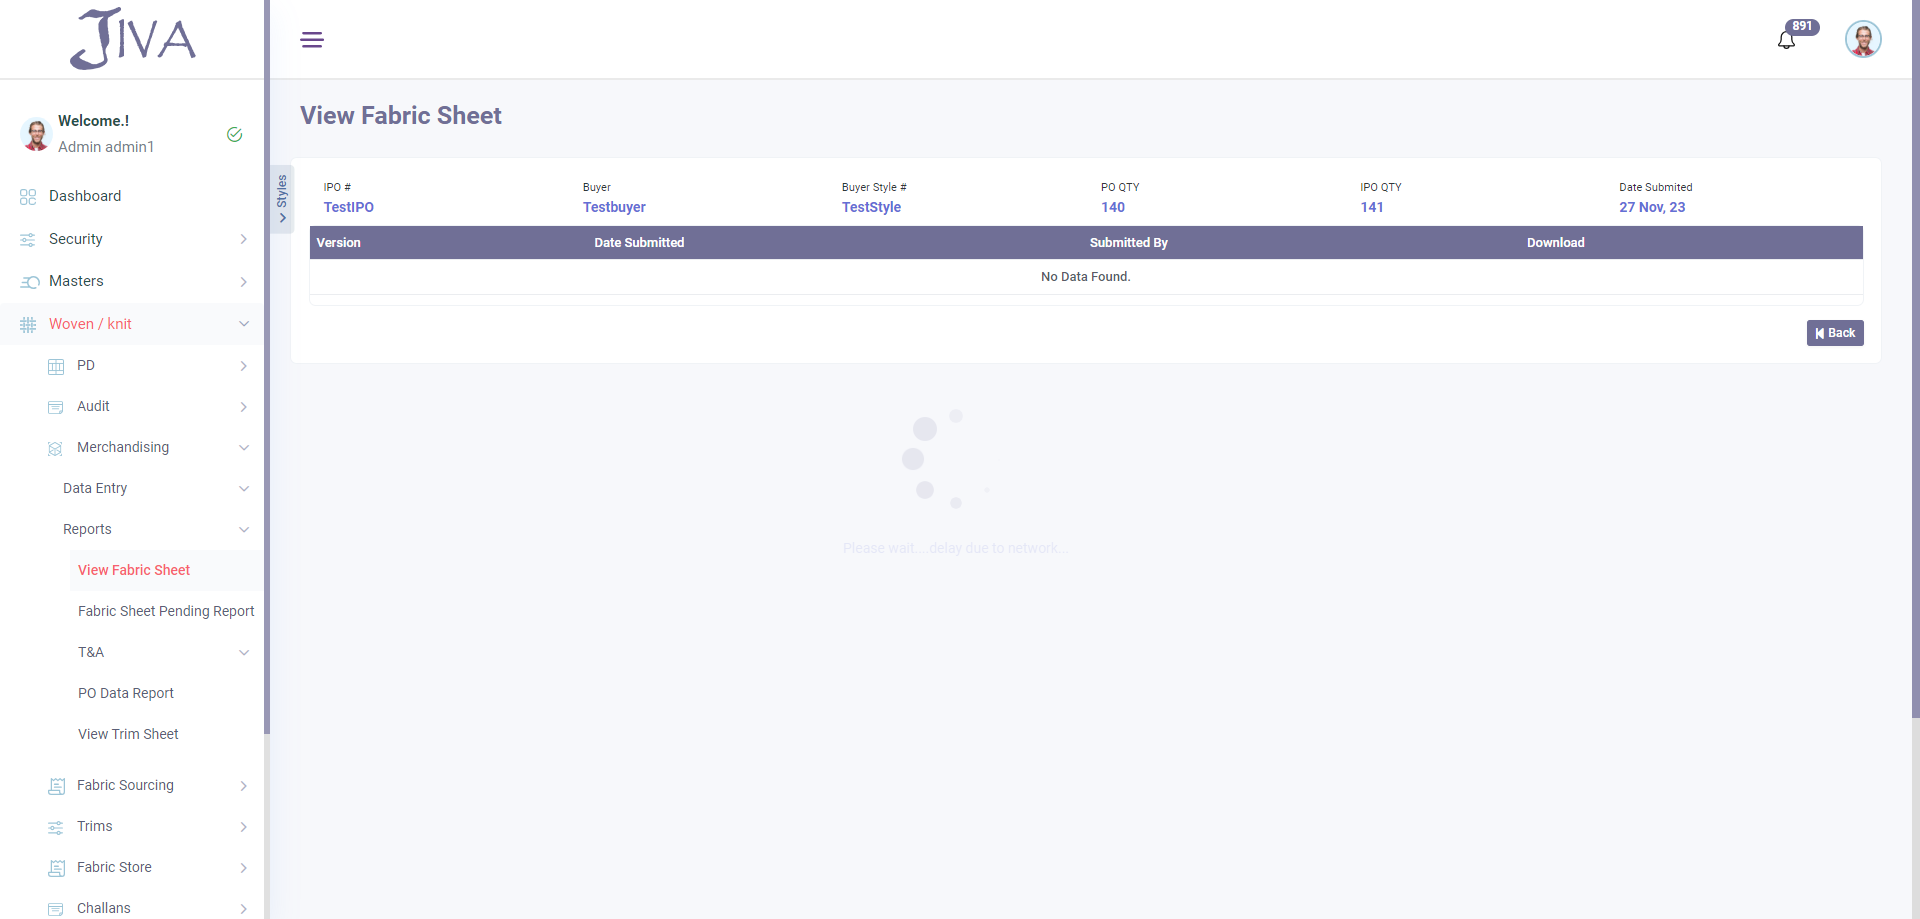 JIVA
891
Welcome.!
Admin admin1
Dashboard
Security
Masters
Woven / knit
PD
Audit
Merchandising
Data Entry
Reports
View Fabric Sheet
Fabric Sheet Pending Report
T&A
PO Data Report
View Trim Sheet
Fabric Sourcing
Trims
Fabric Store
Challans
Styles
View Fabric Sheet
IPO # Buyer Buyer Style # PO QTY IPO QTY Date Submited
TestIPO Testbuyer TestStyle 140 141 27 Nov, 23
Version Date Submitted Submitted By Download
No Data Found.
Back
Please wait....delay due to network...